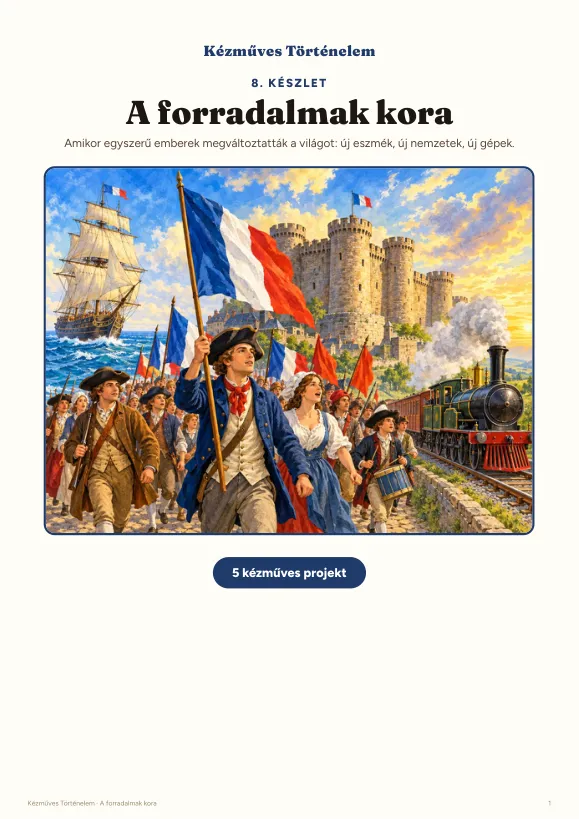 Kézműves Történelem
8. KÉSZLET
A forradalmak kora
Amikor egyszerű emberek megváltoztatták a világot: új eszmék, új nemzetek, új gépek.
5 kézműves projekt
Kézműves Történelem · A forradalmak kora
1